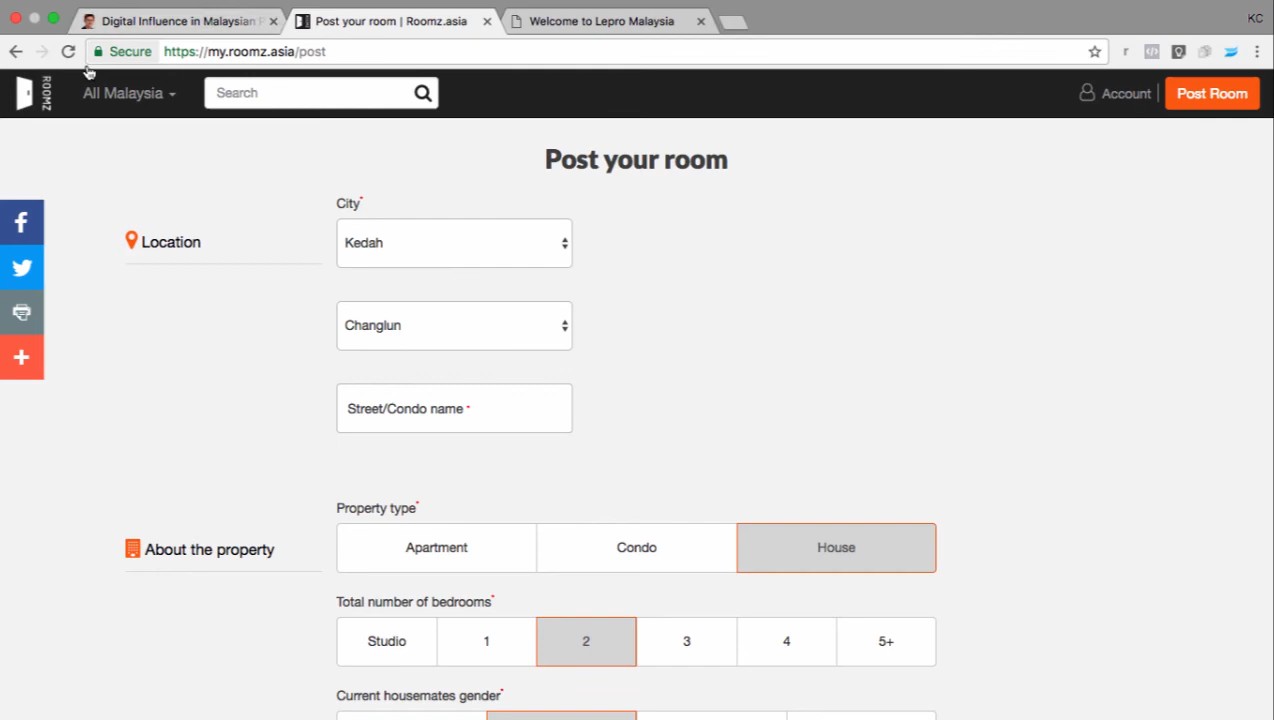 Digital Influence in Malaysian P
Post your room | Roomz.asia
Welcome to Lepro Malaysia
KC
Secure https://my.roomz.asia/post
r
ROOMZ
All Malaysia
Search
Account
Post Room
Post your room
City*
Location
Kedah
Changlun
Street/Condo name *
Property type*
About the property
Apartment
Condo
House
Total number of bedrooms*
Studio
1
2
3
4
5+
Current housemates gender*